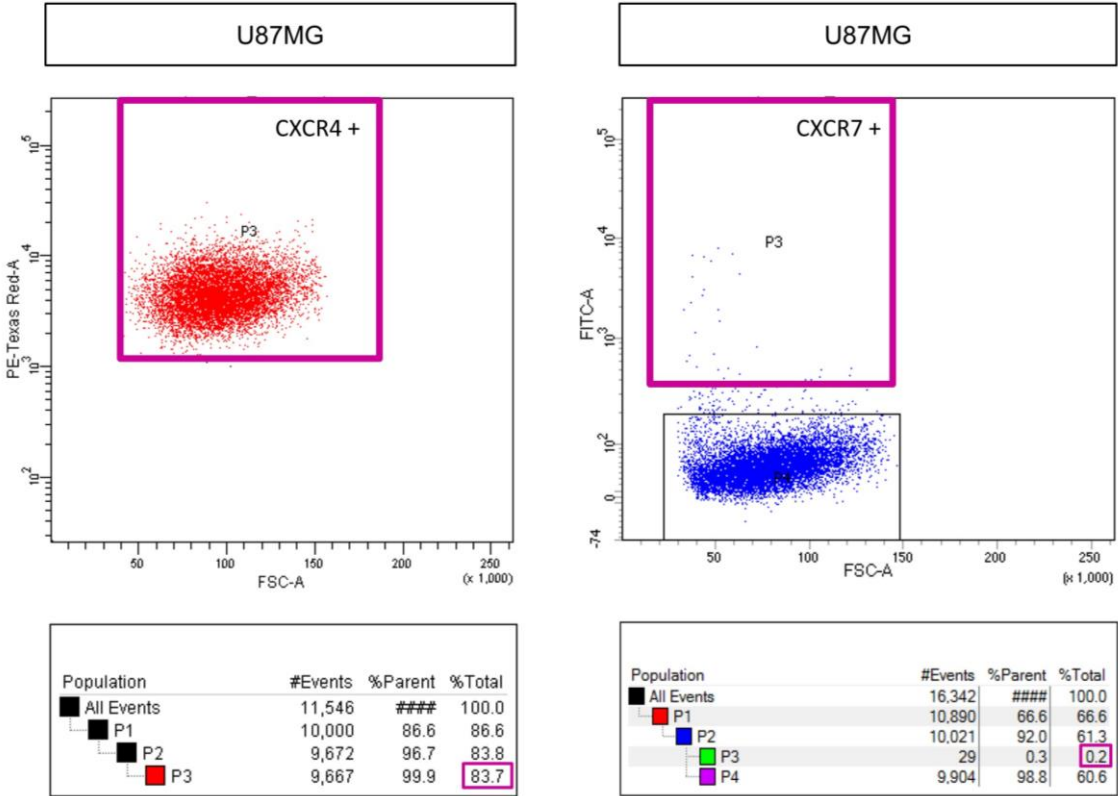 U87MG
CXCR4 +
P3
10^5
10^4
10^3
10^2
PE-Texas Red-A
50 100 150 200 250
(x 1,000)
FSC-A
Population #Events %Parent %Total
All Events 11,546 #### 100.0
P1 10,000 86.6 86.6
P2 9,672 96.7 83.8
P3 9,667 99.9 83.7
U87MG
CXCR7 +
P3
P4
10^5
10^4
10^3
10^2
0
-74
FITC-A
50 100 150 200 250
FSC-A
(x 1,000)
Population #Events %Parent %Total
All Events 16,342 #### 100.0
P1 10,890 66.6 66.6
P2 10,021 92.0 61.3
P3 29 0.3 0.2
P4 9,904 98.8 60.6